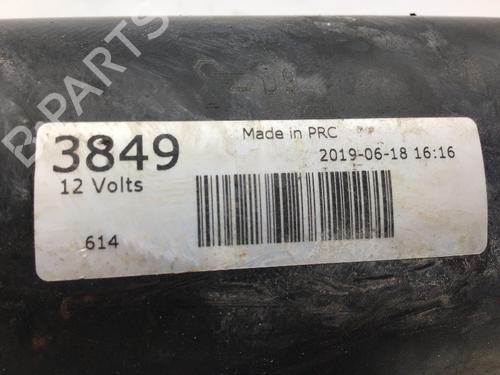 B-PARTS
Made in PRC
3849
2019-06-18 16:16
12 Volts
614